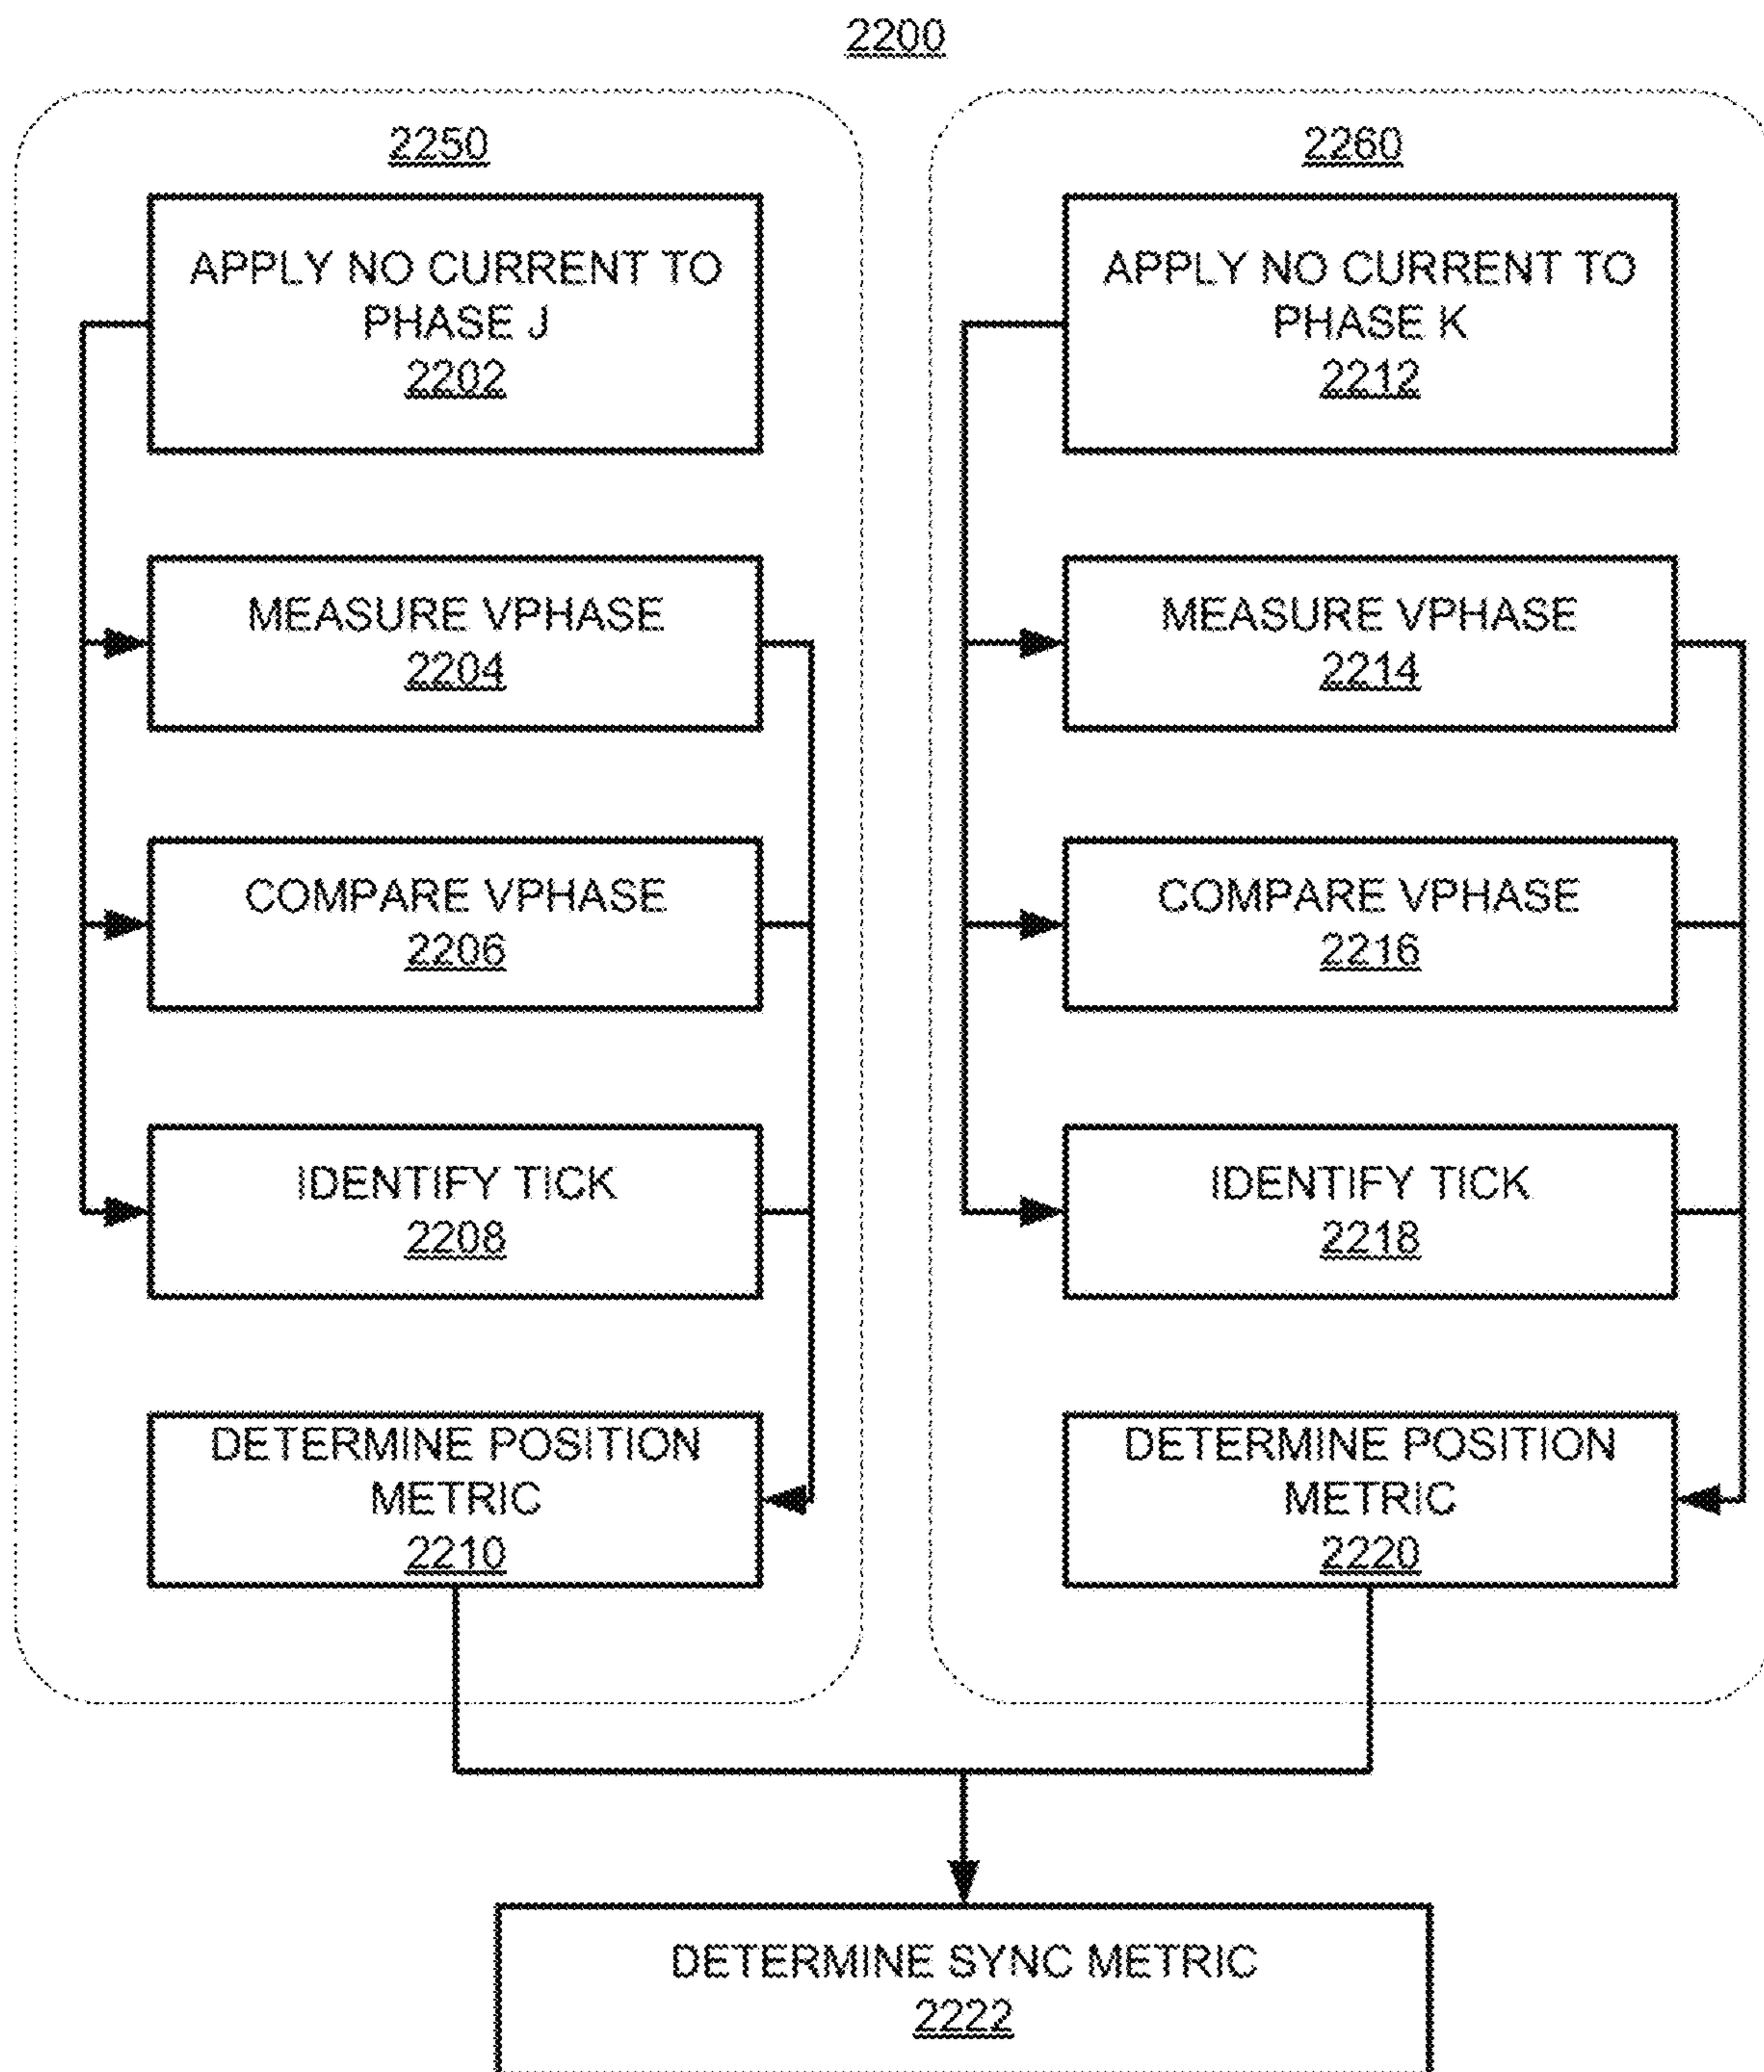 2200
2250
APPLY NO CURRENT TO
PHASE J
2202
MEASURE VPHASE
2204
COMPARE VPHASE
2206
IDENTIFY TICK
2208
DETERMINE POSITION
METRIC
2210
2260
APPLY NO CURRENT TO
PHASE K
2212
MEASURE VPHASE
2214
COMPARE VPHASE
2216
IDENTIFY TICK
2218
DETERMINE POSITION
METRIC
2220
DETERMINE SYNC METRIC
2222